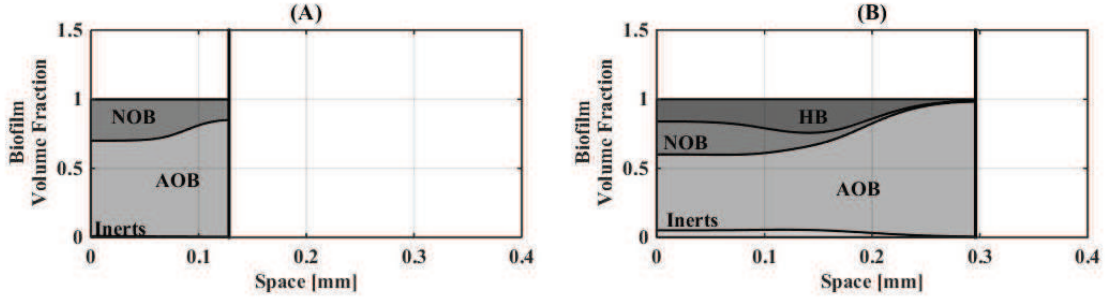 (A)
Biofilm
Volume Fraction
1.5
1
0.5
0
NOB
AOB
Inerts
0
0.1
0.2
0.3
0.4
Space [mm]
(B)
Biofilm
Volume Fraction
1.5
1
0.5
0
HB
NOB
AOB
Inerts
0
0.1
0.2
0.3
0.4
Space [mm]